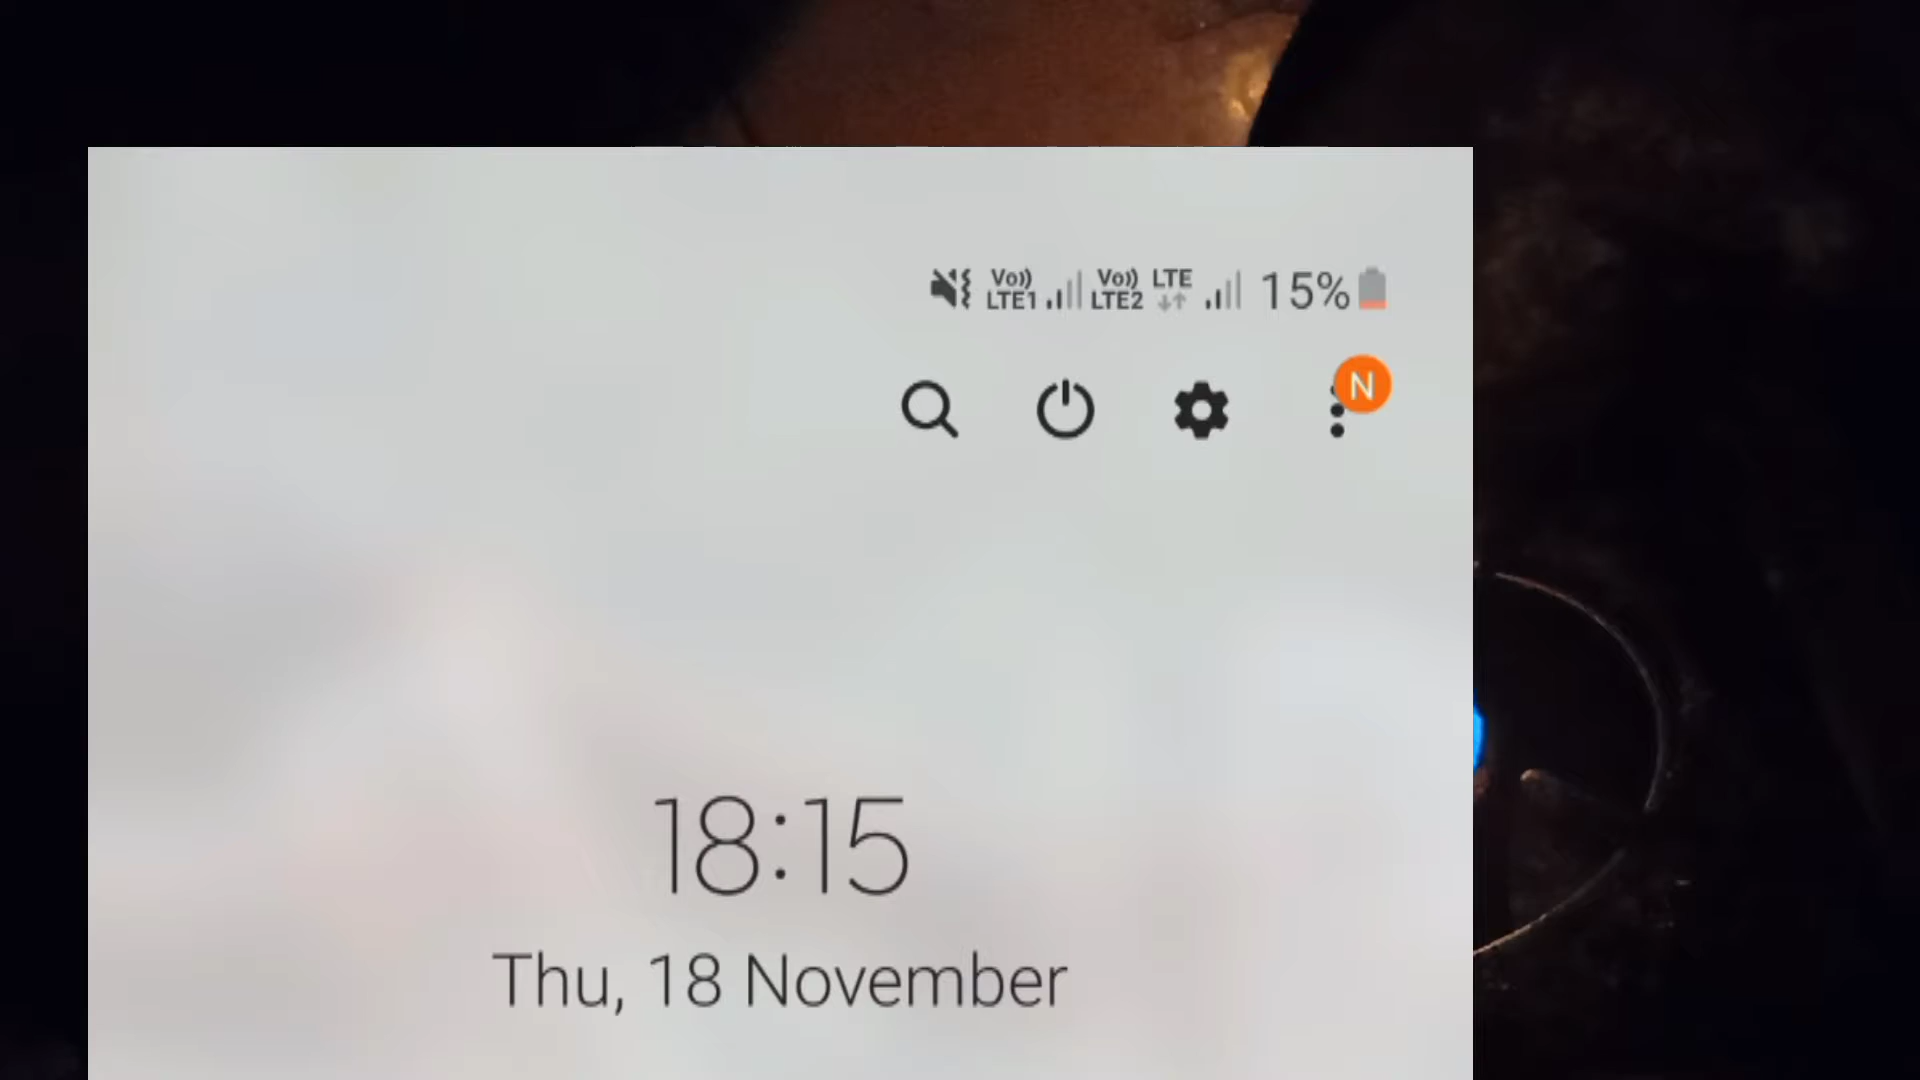 Vo)) Vo)) LTE
LTE1 LTE2 15%
N
18:15
Thu, 18 November